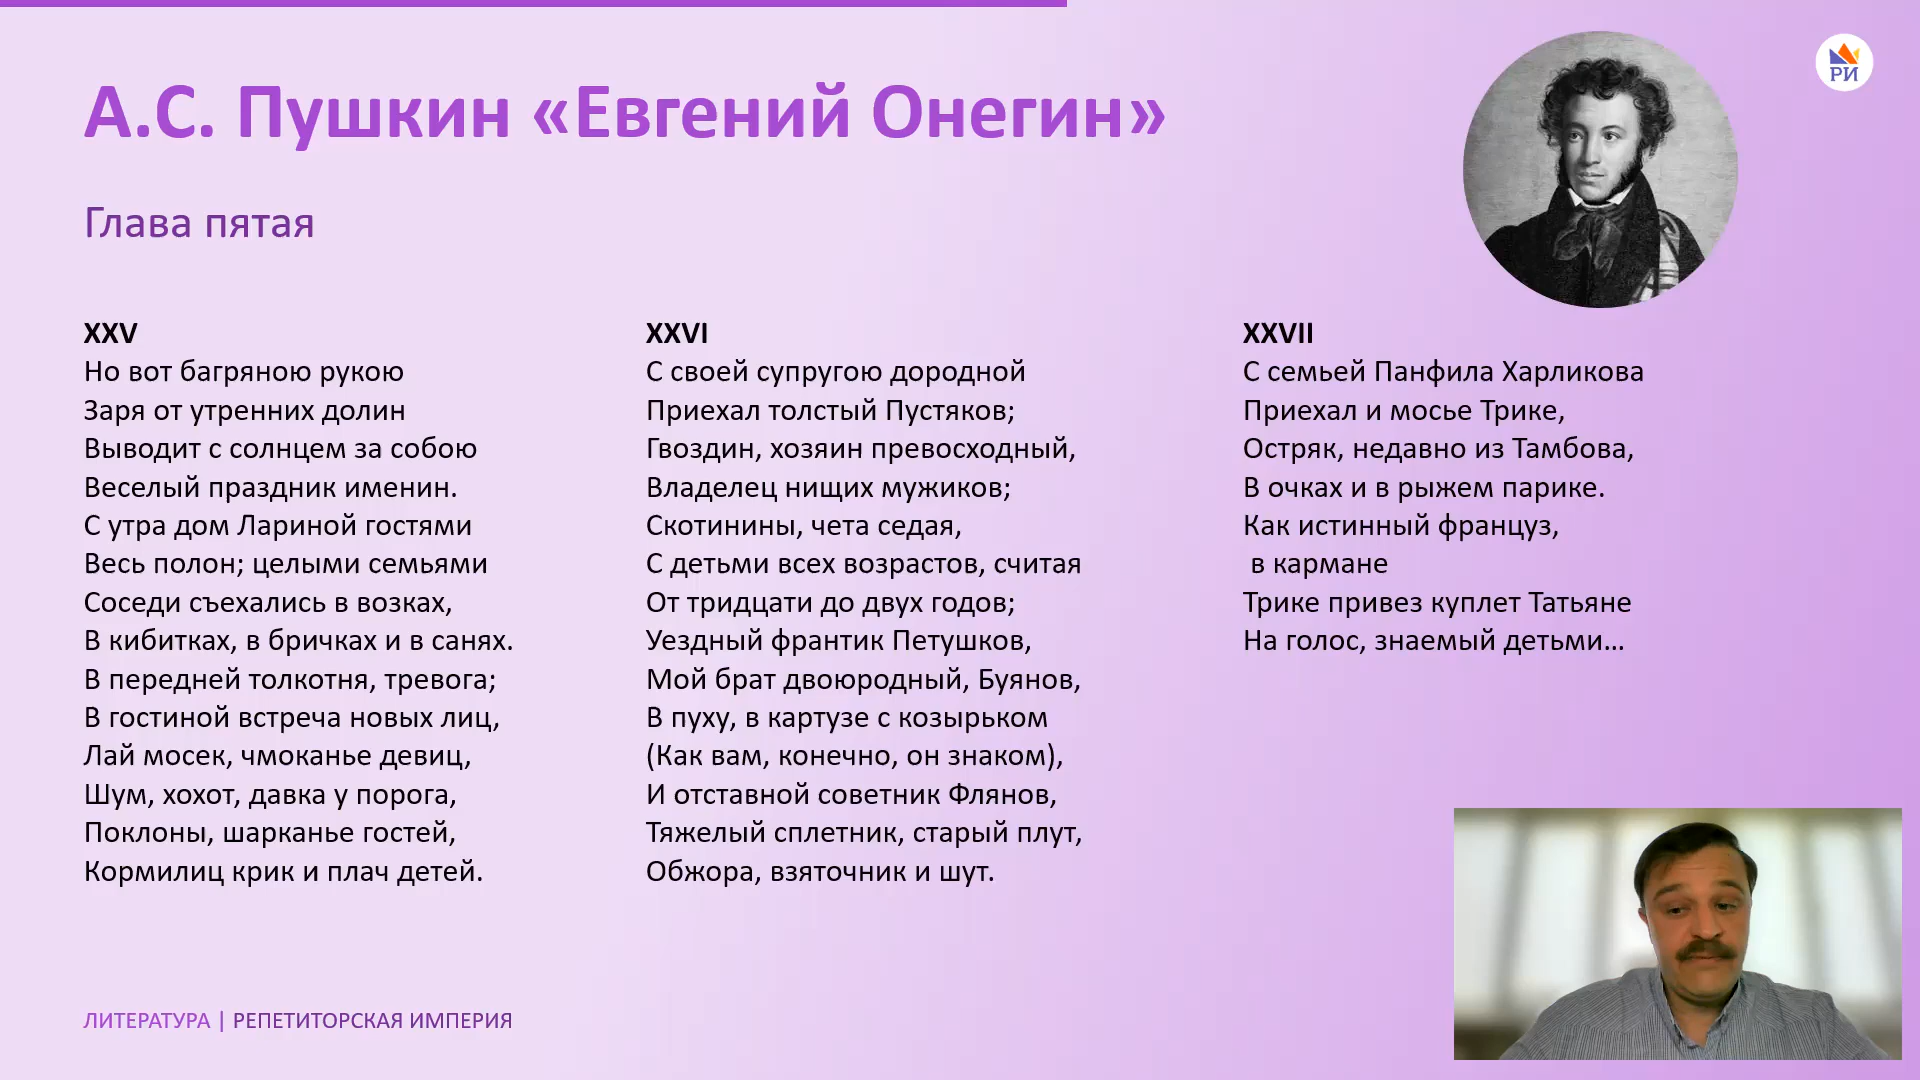 А.С. Пушкин «Евгений Онегин»
РИ
Глава пятая
XXV
Но вот багряною рукою
Заря от утренних долин
Выводит с солнцем за собою
Веселый праздник именин.
С утра дом Лариной гостями
Весь полон; целыми семьями
Соседи съехались в возках,
В кибитках, в бричках и в санях.
В передней толкотня, тревога;
В гостиной встреча новых лиц,
Лай мосек, чмоканье девиц,
Шум, хохот, давка у порога,
Поклоны, шарканье гостей,
Кормилиц крик и плач детей.
XXVI
С своей супругою дородной
Приехал толстый Пустяков;
Гвоздин, хозяин превосходный,
Владелец нищих мужиков;
Скотинины, чета седая,
С детьми всех возрастов, считая
От тридцати до двух годов;
Уездный франтик Петушков,
Мой брат двоюродный, Буянов,
В пуху, в картузе с козырьком
(Как вам, конечно, он знаком),
И отставной советник Флянов,
Тяжелый сплетник, старый плут,
Обжора, взяточник и шут.
XXVII
С семьей Панфила Харликова
Приехал и мосье Трике,
Остряк, недавно из Тамбова,
В очках и в рыжем парике.
Как истинный француз,
в кармане
Трике привез куплет Татьяне
На голос, знаемый детьми…
ЛИТЕРАТУРА | РЕПЕТИТОРСКАЯ ИМПЕРИЯ